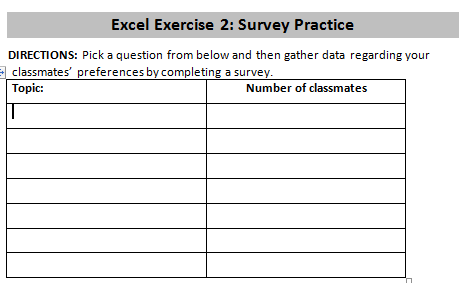 Excel Exercise 2: Survey Practice
DIRECTIONS: Pick a question from below and then gather data regarding your
classmates' preferences by completing a survey.
Topic: Number of classmates